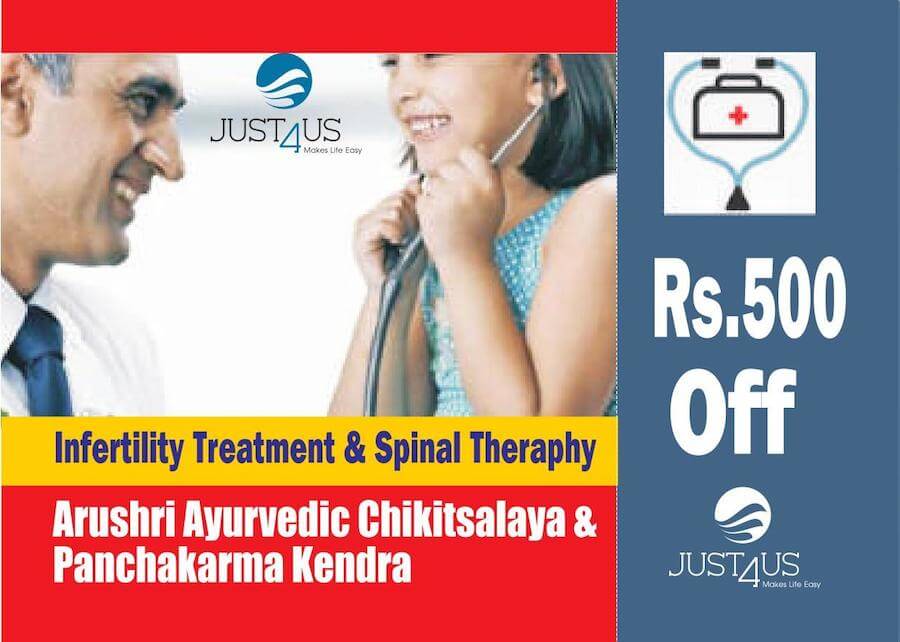 JUST4US
Makes Life Easy
Infertility Treatment & Spinal Theraphy
Arushri Ayurvedic Chikitsalaya &
Panchakarma Kendra
Rs.500
Off
JUST4US
Makes Life Easy